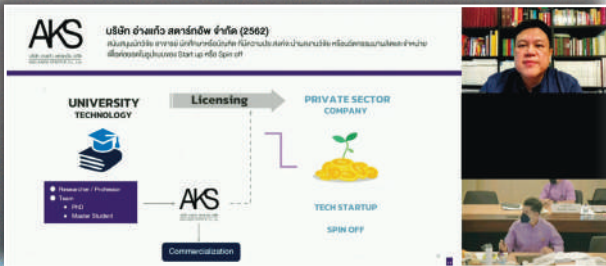 AKS
บริษัท อ่างแก้ว สตาร์ทอัพ จำกัด (2562)
สนับสนุนนักวิจัย อาจารย์ นักศึกษาหรือบัณฑิต ที่มีความประสงค์จะนำผลงานวิจัย หรือนวัตกรรมมาผลิตและจำหน่าย
เพื่อต่อยอดในรูปแบบของ Start up หรือ Spin off
UNIVERSITY
TECHNOLOGY
Licensing
PRIVATE SECTOR
COMPANY
Researcher / Professor
Team
PhD
Master Student
AKS
Commercialization
TECH STARTUP
SPIN OFF